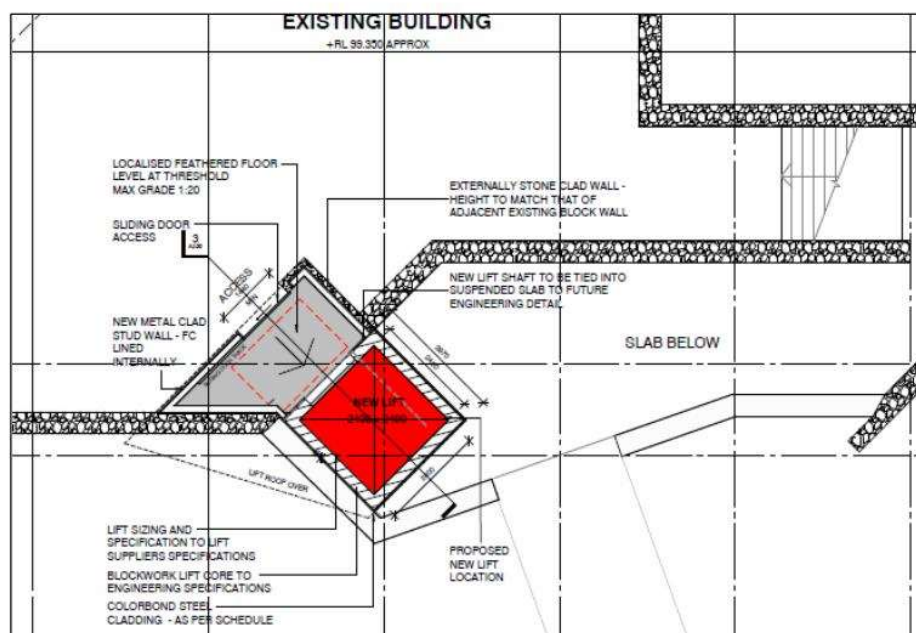 EXISTING BUILDING
+RL 99.350 APPROX
LOCALISED FEATHERED FLOOR
LEVEL AT THRESHOLD
MAX GRADE 1:20
EXTERNALLY STONE CLAD WALL -
HEIGHT TO MATCH THAT OF
ADJACENT EXISTING BLOCK WALL
SLIDING DOOR
ACCESS
3
ACCESS
MIN
NEW LIFT SHAFT TO BE TIED INTO
SUSPENDED SLAB TO FUTURE
ENGINEERING DETAIL
NEW METAL CLAD
STUD WALL - FC
LINED
INTERNALLY
SLAB BELOW
NEW LIFT
LIFT ROOF OVER
LIFT SIZING AND
SPECIFICATION TO LIFT
SUPPLIERS SPECIFICATIONS
PROPOSED
NEW LIFT
LOCATION
BLOCKWORK LIFT CORE TO
ENGINEERING SPECIFICATIONS
COLORBOND STEEL
CLADDING - AS PER SCHEDULE